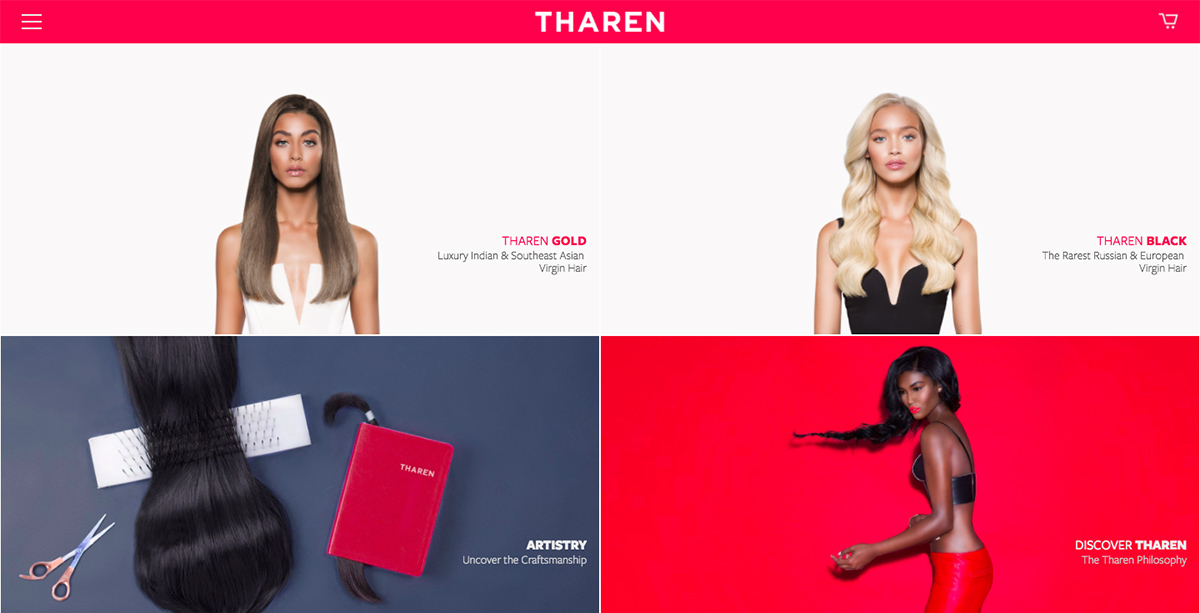 THAREN
THAREN GOLD
Luxury Indian & Southeast Asian
Virgin Hair
THAREN BLACK
The Rarest Russian & European
Virgin Hair
THAREN
ARTISTRY
Uncover the Craftsmanship
DISCOVER THAREN
The Tharen Philosophy